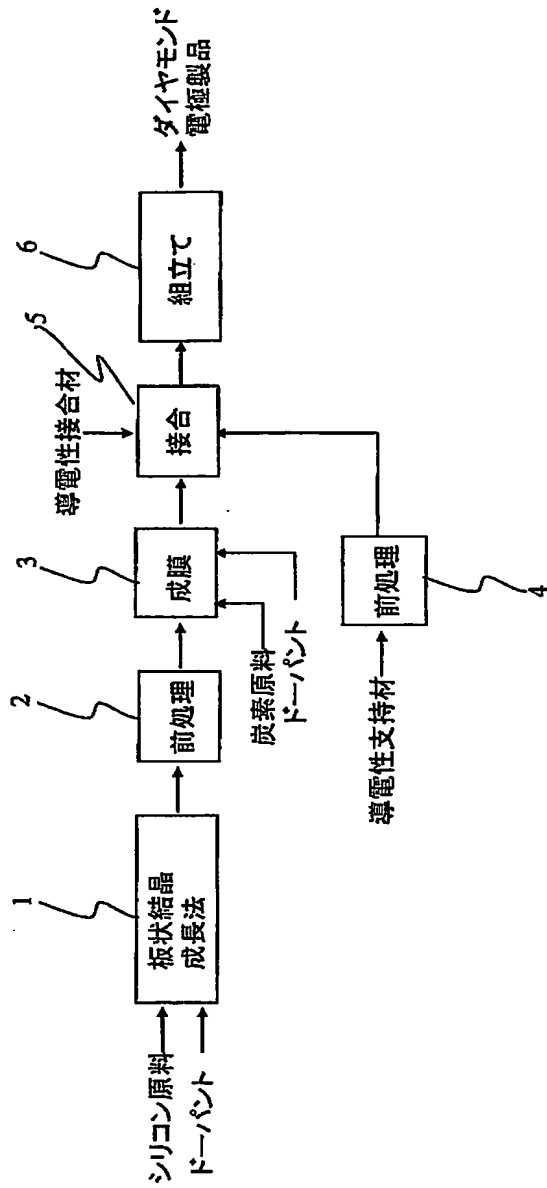 シリコン原料
ドーパント
1
板状結晶
成長法
2
前処理
3
成膜
炭素原料
ドーパント
導電性接合材
5
接合
6
組立て
ダイヤモンド
電極製品
導電性支持材
前処理
4